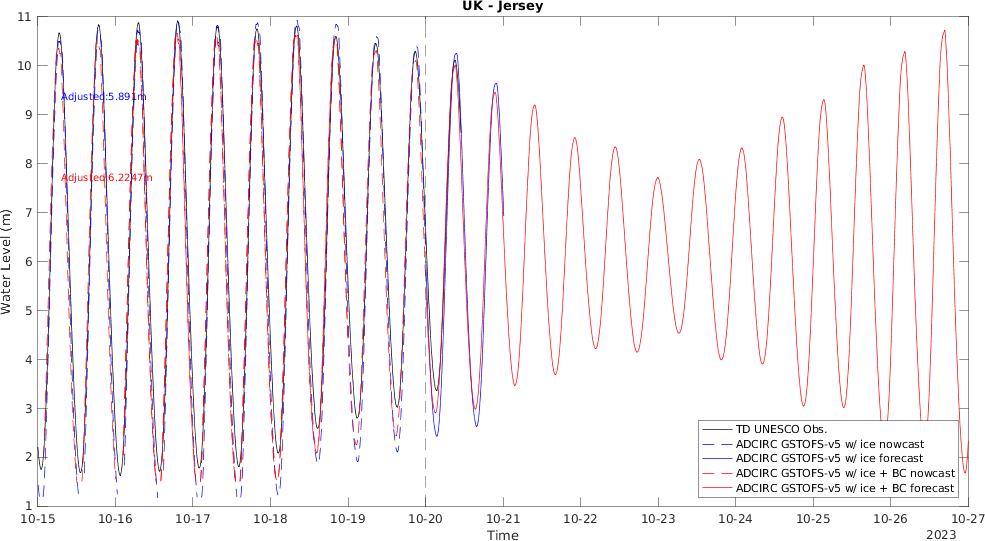 UK - Jersey
11
10
9
8
7
6
5
4
3
2
1
Water Level (m)
Adjusted:5.891m
Adjusted:6.2247m
TD UNESCO Obs.
ADCIRC GSTOFS-v5 w/ ice nowcast
ADCIRC GSTOFS-v5 w/ ice forecast
ADCIRC GSTOFS-v5 w/ ice + BC nowcast
ADCIRC GSTOFS-v5 w/ ice + BC forecast
10-15 10-16 10-17 10-18 10-19 10-20 10-21 10-22 10-23 10-24 10-25 10-26 10-27
Time
2023